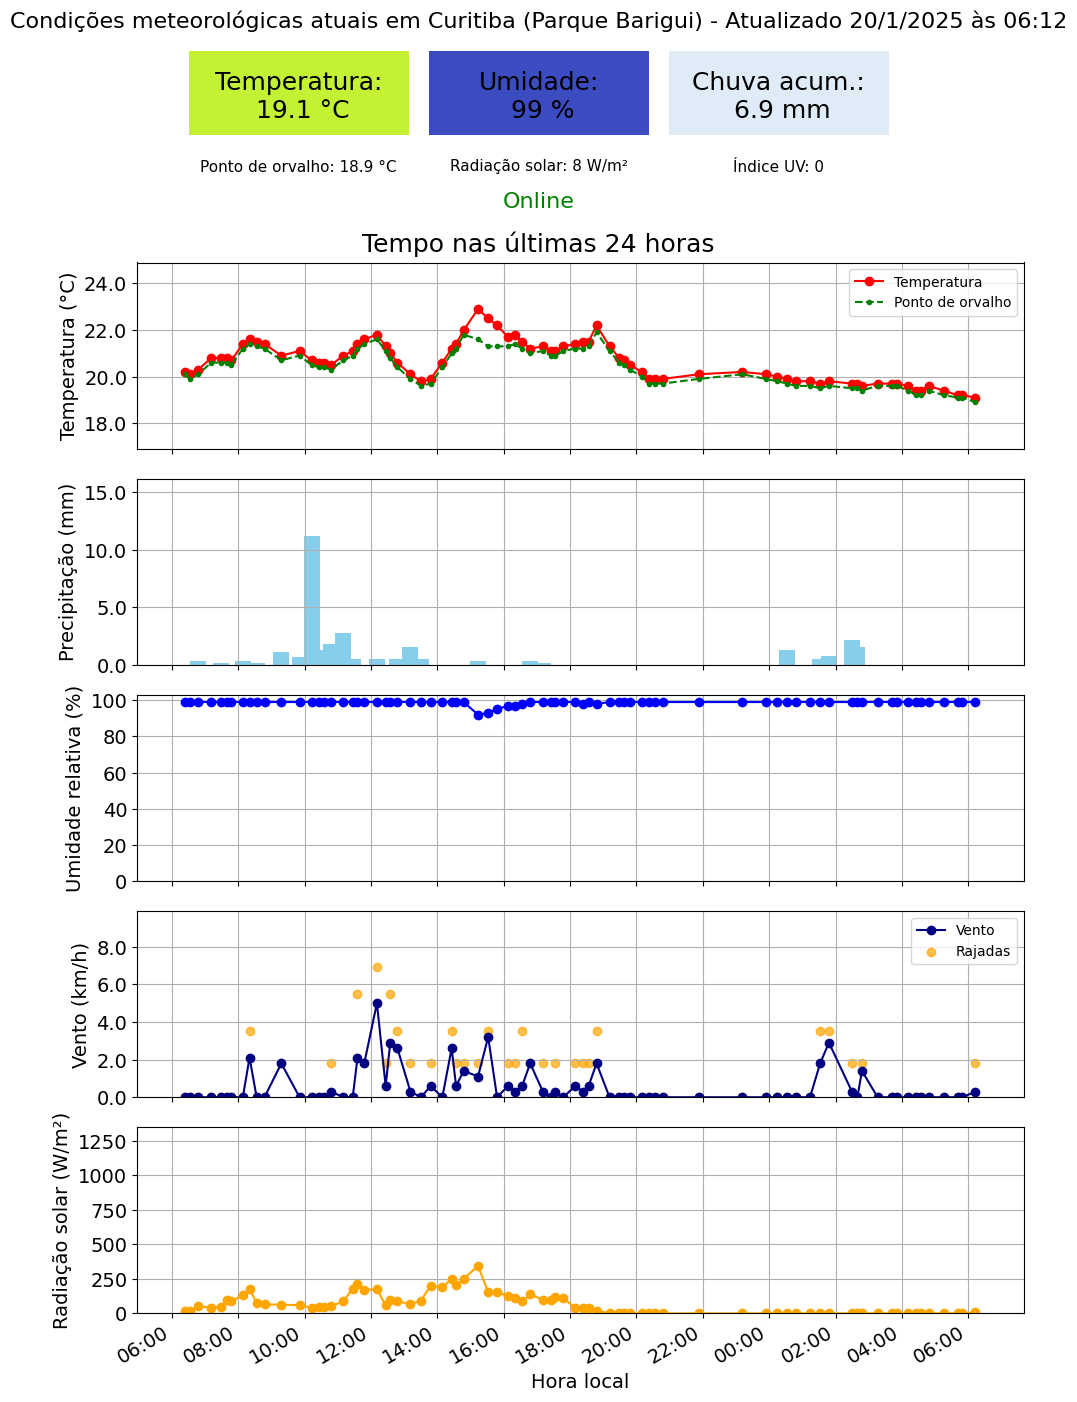 Condições meteorológicas atuais em Curitiba (Parque Barigui) - Atualizado 20/1/2025 às 06:12
Temperatura:
19.1 °C
Umidade:
99 %
Chuva acum.:
6.9 mm
Ponto de orvalho: 18.9 °C
Radiação solar: 8 W/m²
Índice UV: 0
Online
Tempo nas últimas 24 horas
Temperatura (°C)
24.0
22.0
20.0
18.0
Temperatura
Ponto de orvalho
Precipitação (mm)
15.0
10.0
5.0
0.0
Umidade relativa (%)
100
80
60
40
20
0
Vento (km/h)
8.0
6.0
4.0
2.0
0.0
Vento
Rajadas
Radiação solar (W/m²)
1250
1000
750
500
250
0
06:00
08:00
10:00
12:00
14:00
16:00
18:00
20:00
22:00
00:00
02:00
04:00
06:00
Hora local